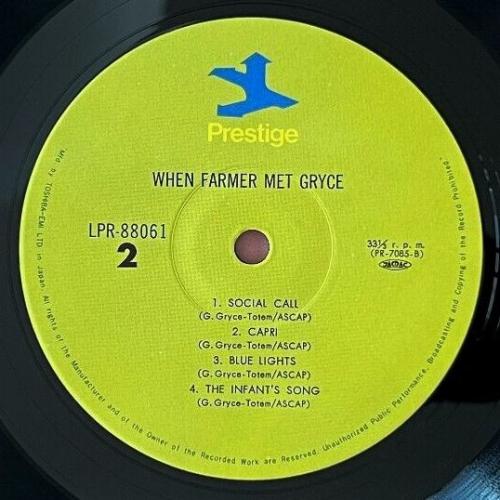 Prestige
WHEN FARMER MET GRYCE
LPR-88061
2
33⅓ r. p. m.
(PR-7085-B)
JASRAC
1. SOCIAL CALL
(G. Gryce-Totem/ASCAP)
2. CAPRI
(G. Gryce-Totem/ASCAP)
3. BLUE LIGHTS
(G. Gryce-Totem/ASCAP)
4. THE INFANT'S SONG
(G. Gryce-Totem/ASCAP)
Mfd by TOSHIBA-EMI LTD in Japan. All rights of the Manufacturer and of the Owner of the Recorded Work are Reserved. Unauthorized Public Performance, Broadcasting and Copying of the Record Prohibited.